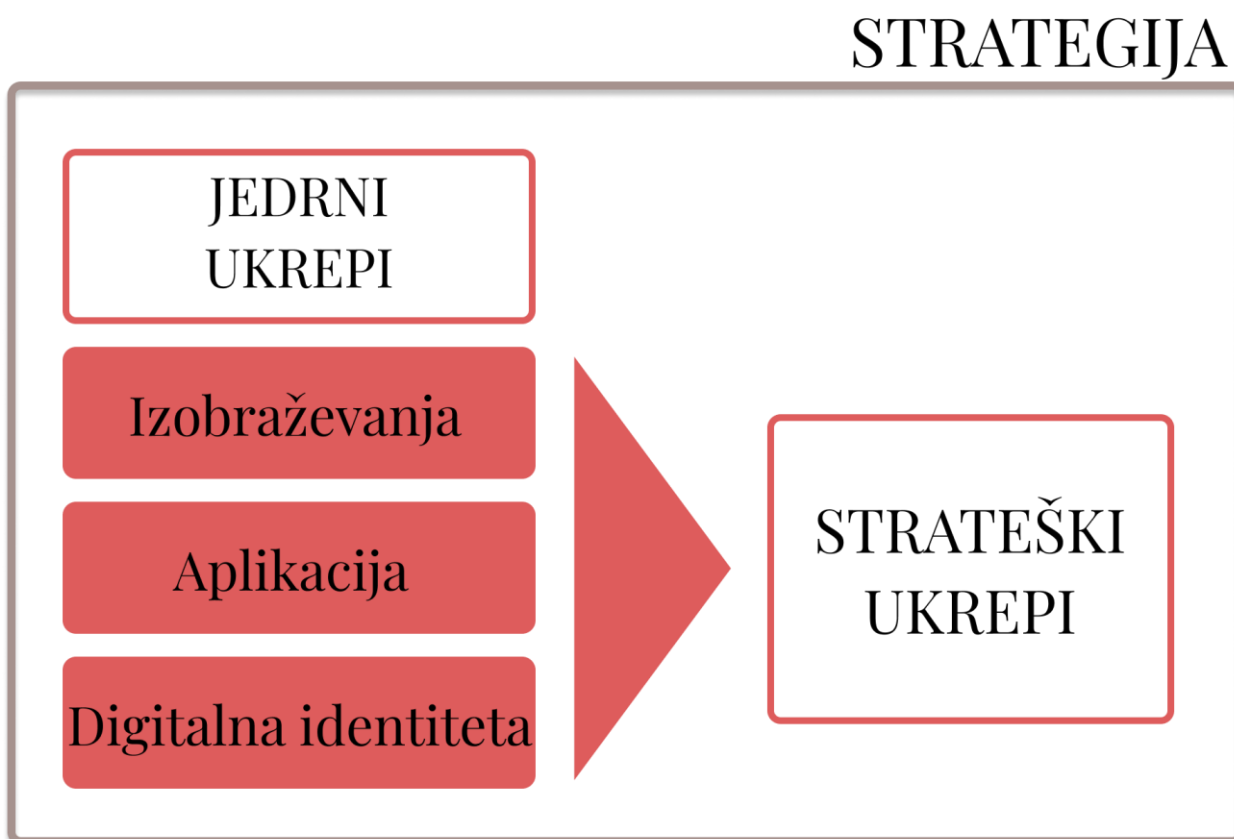 STRATEGIJA
JEDRNI
UKREPI
Izobraževanja
Aplikacija
Digitalna identiteta
STRATEŠKI
UKREPI